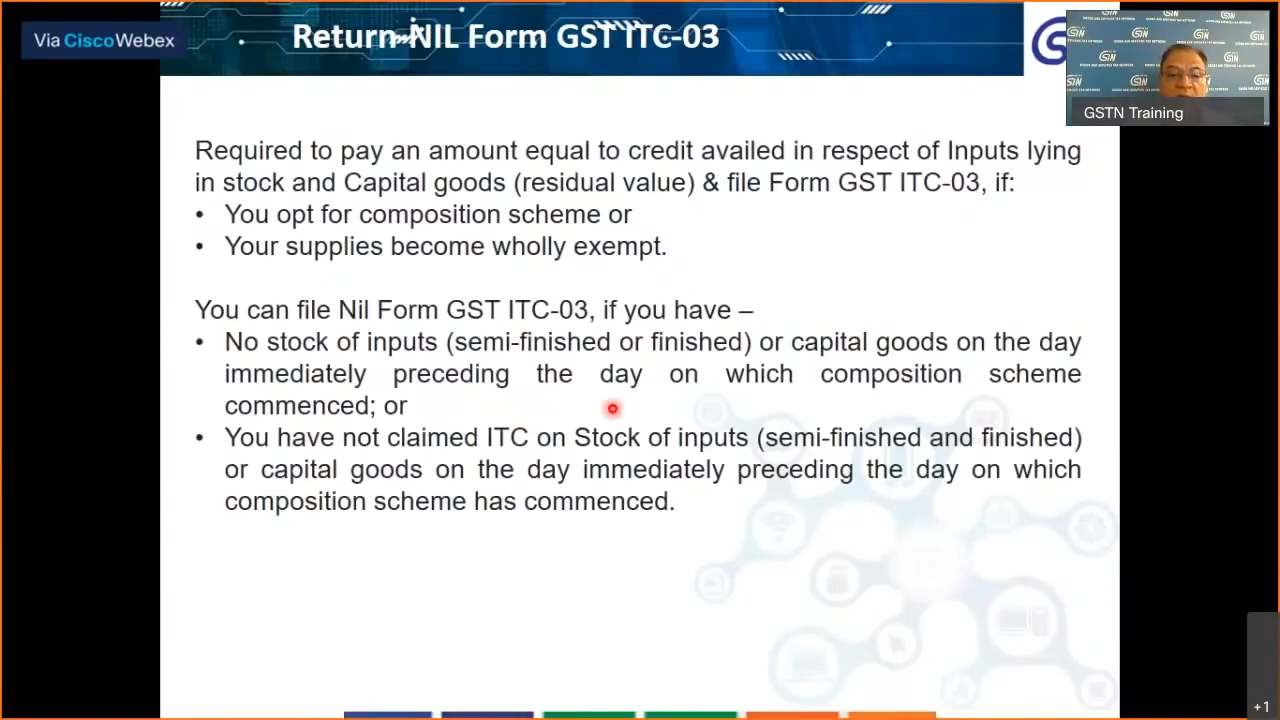 Via Cisco Webex
Return NIL Form GST ITC-03
GSTN Training
Required to pay an amount equal to credit availed in respect of Inputs lying
in stock and Capital goods (residual value) & file Form GST ITC-03, if:
• You opt for composition scheme or
• Your supplies become wholly exempt.
You can file Nil Form GST ITC-03, if you have –
• No stock of inputs (semi-finished or finished) or capital goods on the day
immediately preceding the day on which composition scheme
commenced; or
• You have not claimed ITC on Stock of inputs (semi-finished and finished)
or capital goods on the day immediately preceding the day on which
composition scheme has commenced.
+1